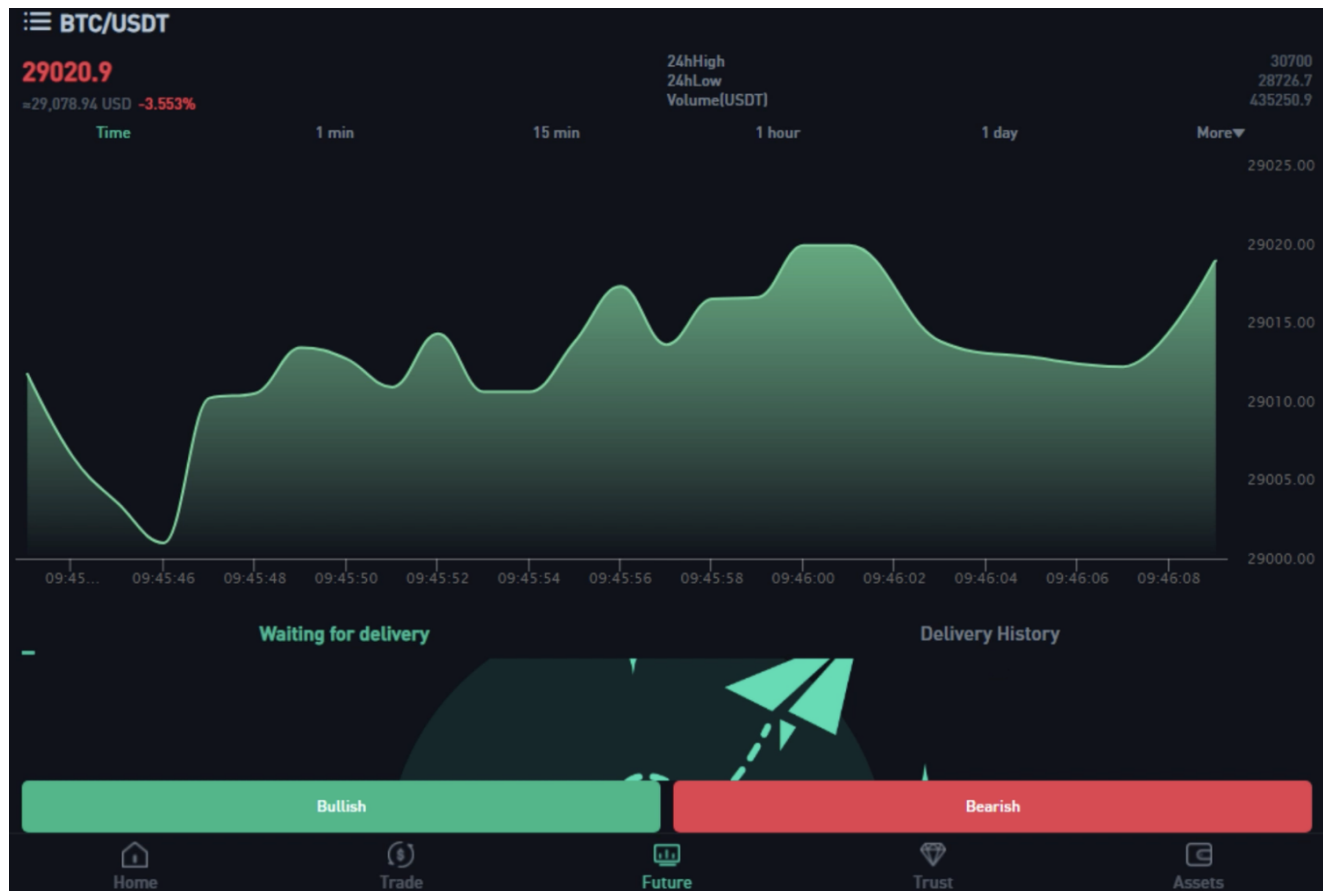 BTC/USDT
29020.9
≈29,078.94 USD -3.553%
24hHigh 30700
24hLow 28726.7
Volume(USDT) 435250.9
Time 1 min 15 min 1 hour 1 day More▼
29025.00
29020.00
29015.00
29010.00
29005.00
29000.00
09:45... 09:45:46 09:45:48 09:45:50 09:45:52 09:45:54 09:45:56 09:45:58 09:46:00 09:46:02 09:46:04 09:46:06 09:46:08
Waiting for delivery Delivery History
Bullish Bearish
Home Trade Future Trust Assets